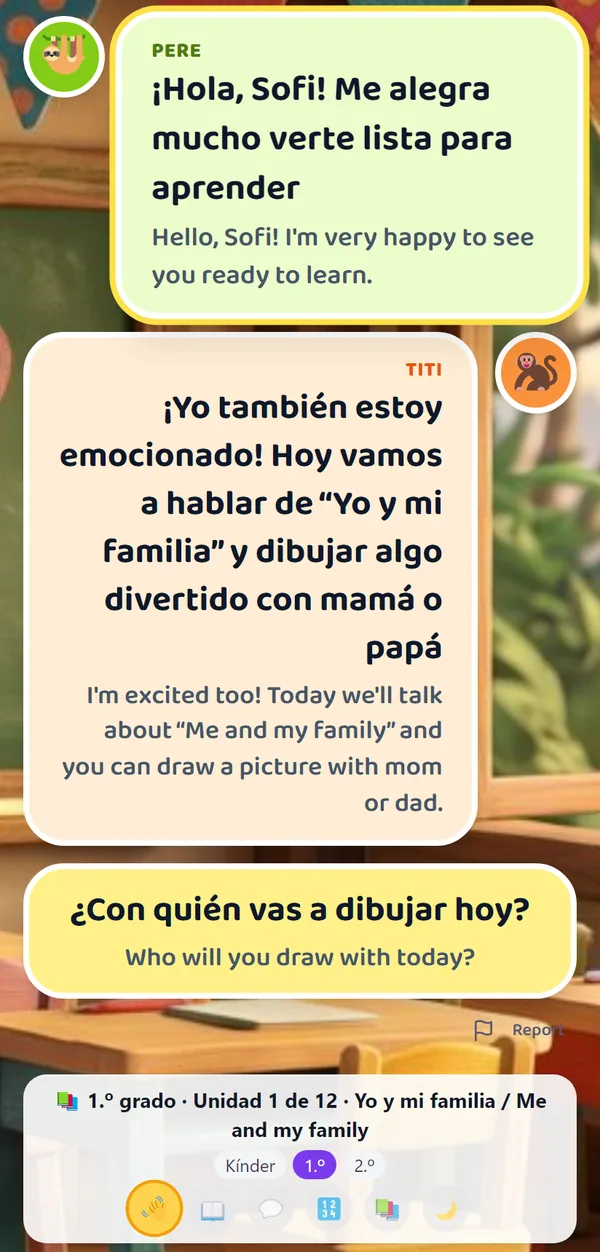 PERE
¡Hola, Sofi! Me alegra
mucho verte lista para
aprender
Hello, Sofi! I'm very happy to see
you ready to learn.
TITI
¡Yo también estoy
emocionado! Hoy vamos
a hablar de “Yo y mi
familia” y dibujar algo
divertido con mamá o
papá
I'm excited too! Today we'll talk
about “Me and my family” and
you can draw a picture with mom
or dad.
¿Con quién vas a dibujar hoy?
Who will you draw with today?
Report
1.º grado · Unidad 1 de 12 · Yo y mi familia / Me
and my family
Kínder 1.º 2.º
1 2
3 4